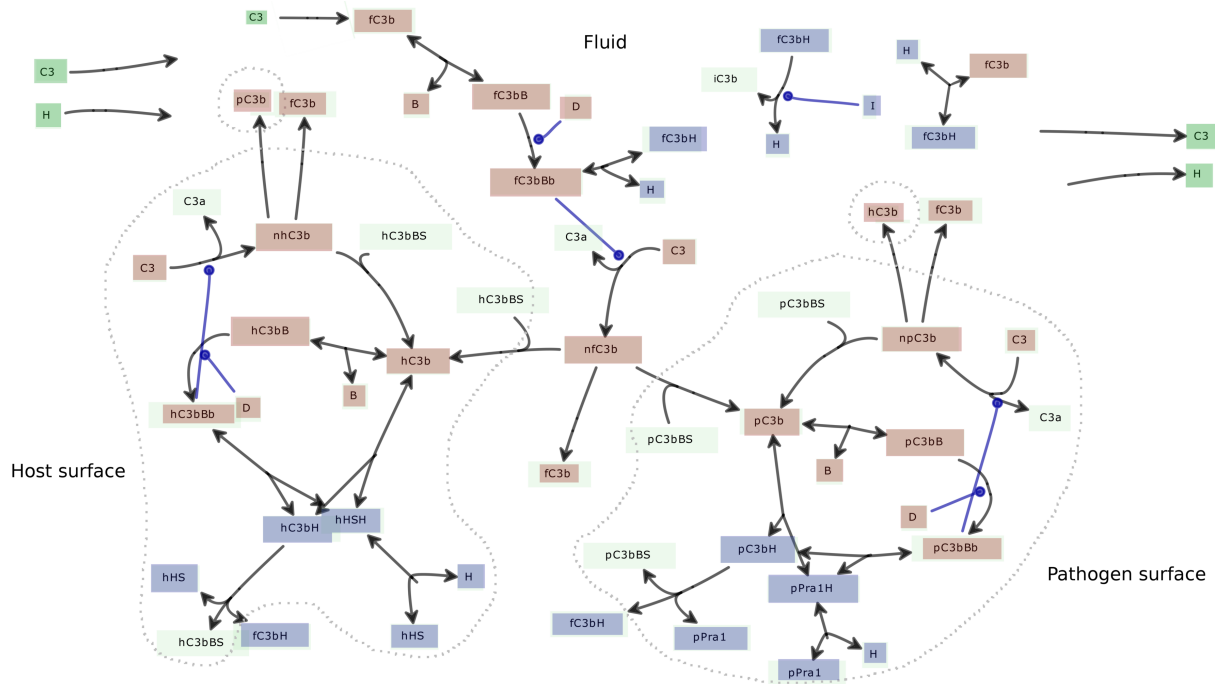 C3
fC3b
Fluid
fC3bH
H
fC3b
C3
iC3b
H
pC3b
fC3b
B
fC3bB
D
I
fC3bH
fC3bH
H
C3
H
fC3bBb
H
H
C3a
nhC3b
hC3bBS
C3a
C3
hC3b
fC3b
C3
hC3bBS
pC3bBS
hC3bB
hC3b
nfC3b
npC3b
C3
B
hC3bBb
D
pC3b
C3a
pC3bBS
pC3bB
fC3b
B
Host surface
hC3bH
hHSH
D
pC3bH
pC3bBb
pC3bBS
Pathogen surface
hHS
H
pPra1H
fC3bH
hC3bBS
fC3bH
hHS
pPra1
H
pPra1